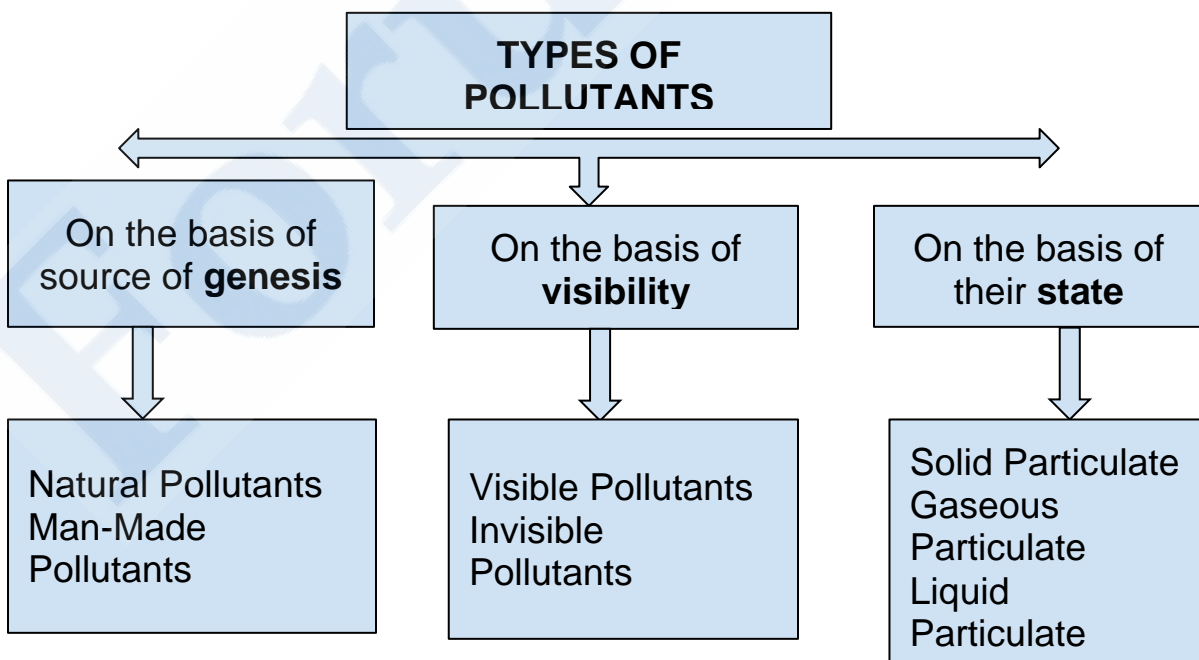 TYPES OF
POLLUTANTS
On the basis of
source of genesis
On the basis of
visibility
On the basis of
their state
Natural Pollutants
Man-Made
Pollutants
Visible Pollutants
Invisible
Pollutants
Solid Particulate
Gaseous
Particulate
Liquid
Particulate